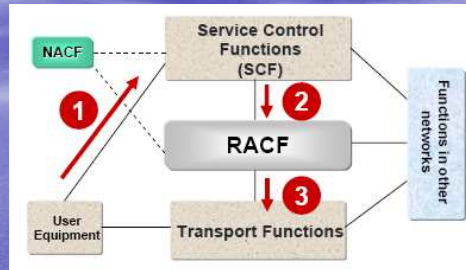 Service Control
Functions
(SCF)
NACF
1
2
RACF
Functions in other
networks
3
User
Equipment
Transport Functions